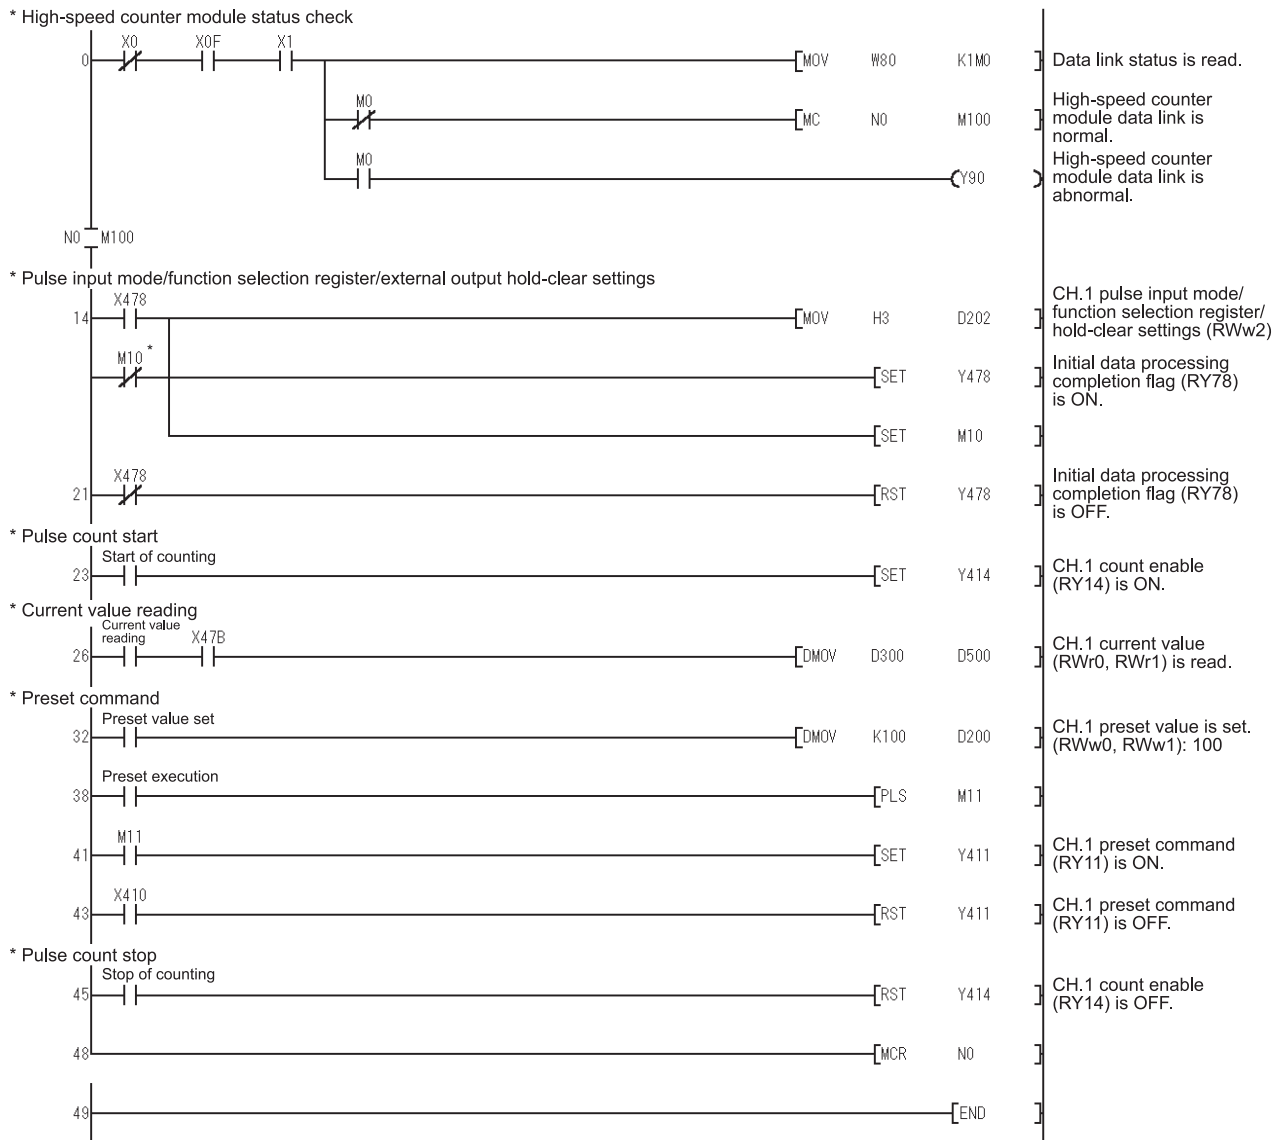 * High-speed counter module status check
X0 X0F X1
0 MOV W80 K1M0 Data link status is read.
M0
MC N0 M100
High-speed counter
module data link is
normal.
M0
Y90
High-speed counter
module data link is
abnormal.
N0 M100
* Pulse input mode/function selection register/external output hold-clear settings
X478
14 MOV H3 D202
CH.1 pulse input mode/
function selection register/
hold-clear settings (RWw2)
M10 *
SET Y478
Initial data processing
completion flag (RY78)
is ON.
SET M10
X478
21 RST Y478
Initial data processing
completion flag (RY78)
is OFF.
* Pulse count start
Start of counting
23 SET Y414
CH.1 count enable
(RY14) is ON.
* Current value reading
Current value
reading X47B
26 DMOV D300 D500
CH.1 current value
(RWr0, RWr1) is read.
* Preset command
Preset value set
32 DMOV K100 D200
CH.1 preset value is set.
(RWw0, RWw1): 100
Preset execution
38 PLS M11
M11
41 SET Y411
CH.1 preset command
(RY11) is ON.
X410
43 RST Y411
CH.1 preset command
(RY11) is OFF.
* Pulse count stop
Stop of counting
45 RST Y414
CH.1 count enable
(RY14) is OFF.
48 MCR N0
49 END